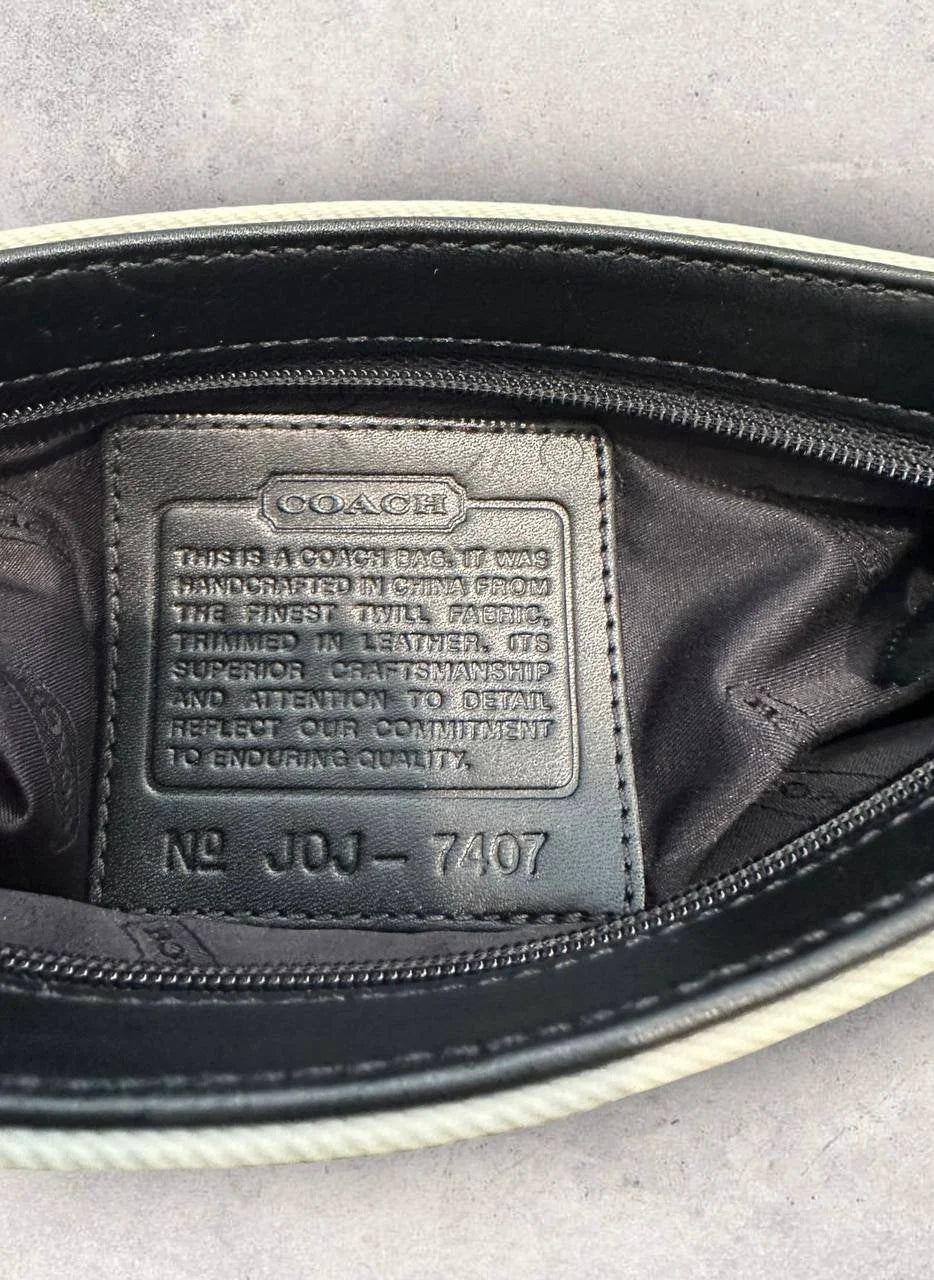 COACH
THIS IS A COACH BAG. IT WAS
HANDCRAFTED IN CHINA FROM
THE FINEST TWILL FABRIC,
TRIMMED IN LEATHER. ITS
SUPERIOR CRAFTSMANSHIP
AND ATTENTION TO DETAIL
REFLECT OUR COMMITMENT
TO ENDURING QUALITY.
Nº J0J-7407